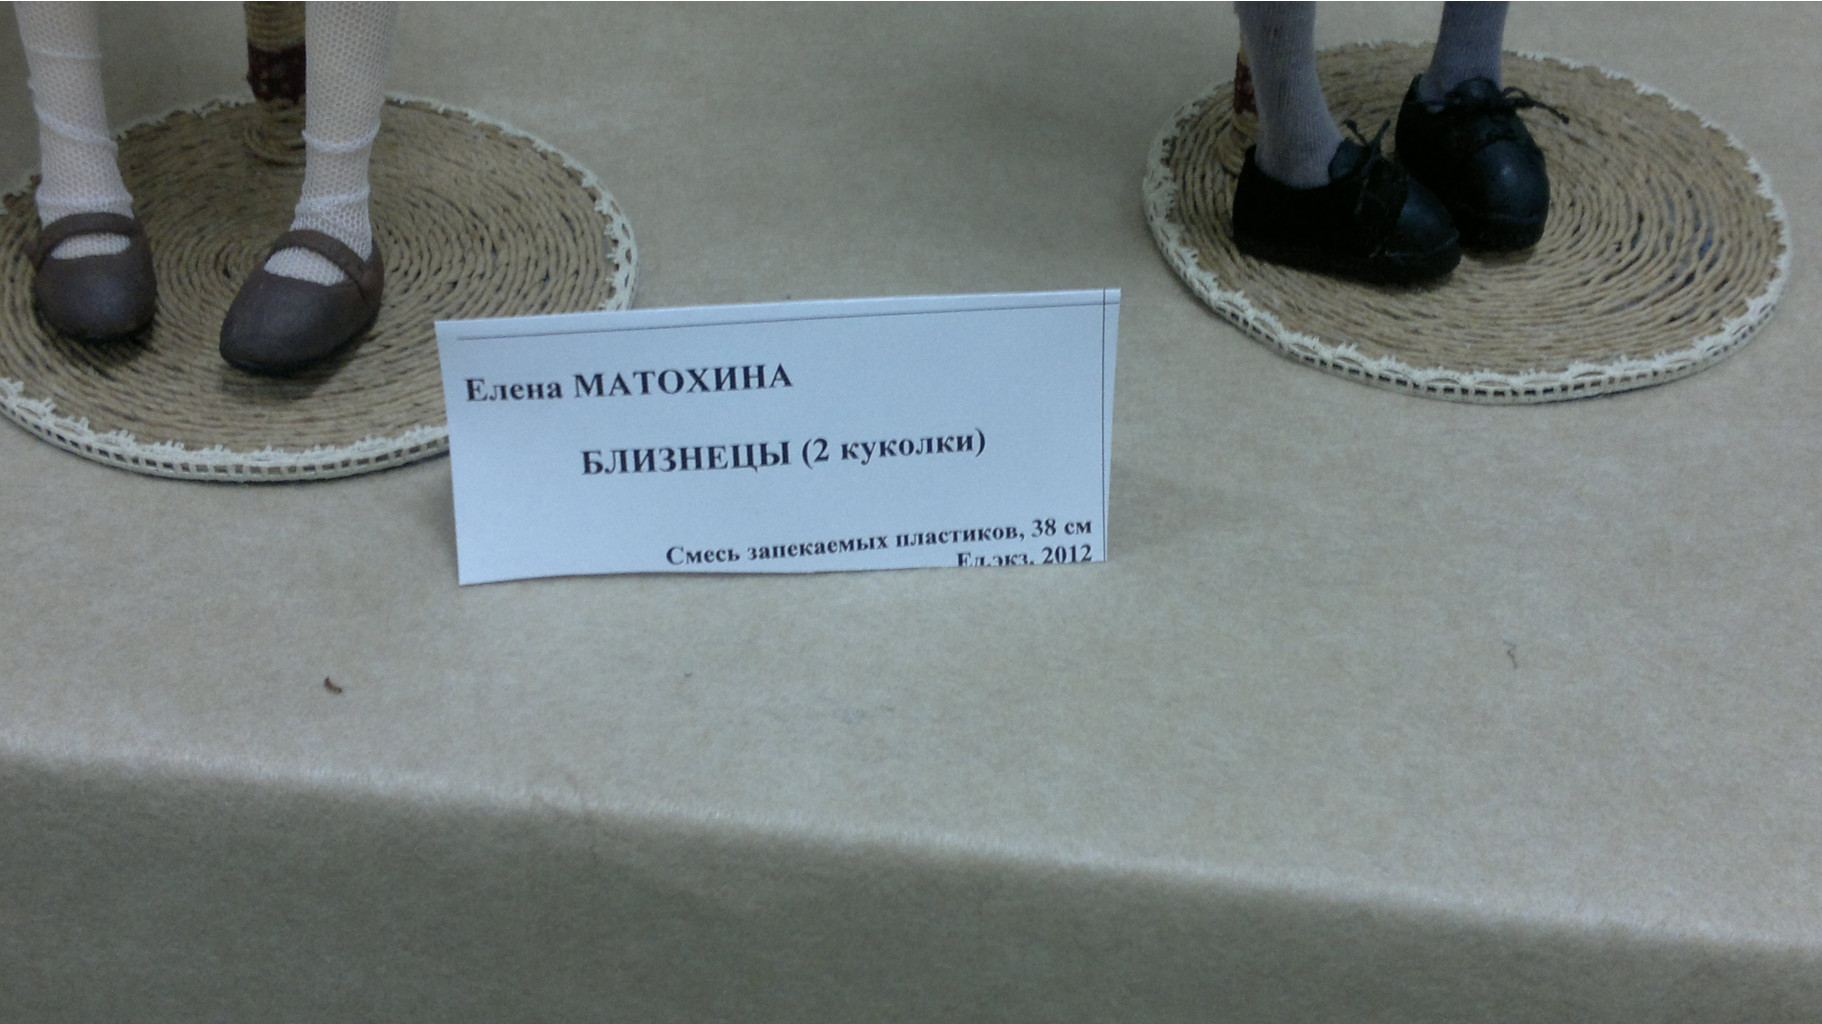 Елена МАТОХИНА
БЛИЗНЕЦЫ (2 куколки)
Смесь запекаемых пластиков, 38 см
Ед.экз. 2012